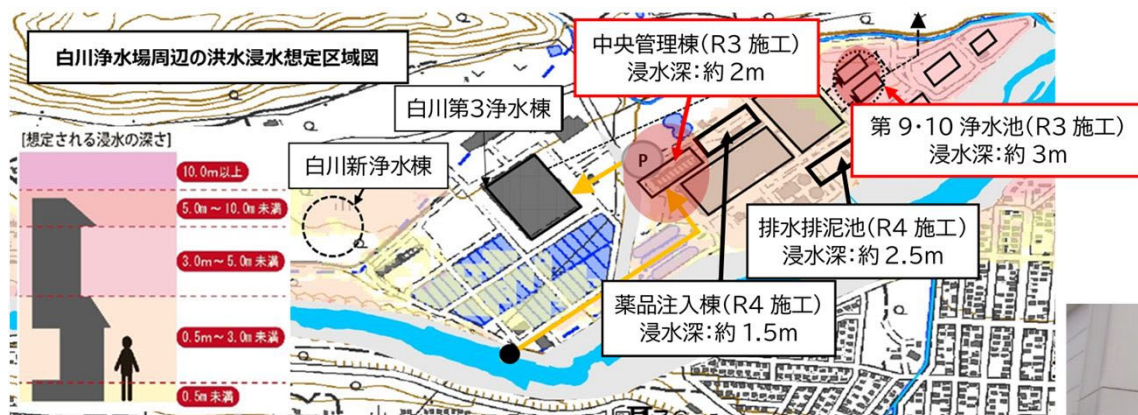 白川浄水場周辺の洪水浸水想定区域図
中央管理棟(R3 施工)
浸水深:約 2m
白川第3浄水棟
第 9・10 浄水池(R3 施工)
浸水深:約 3m
[想定される浸水の深さ]
10.0m以上
5.0m~10.0m未満
3.0m~5.0m未満
0.5m~3.0m未満
0.5m未満
白川新浄水棟
P
排水排泥池(R4 施工)
浸水深:約 2.5m
薬品注入棟(R4 施工)
浸水深:約 1.5m